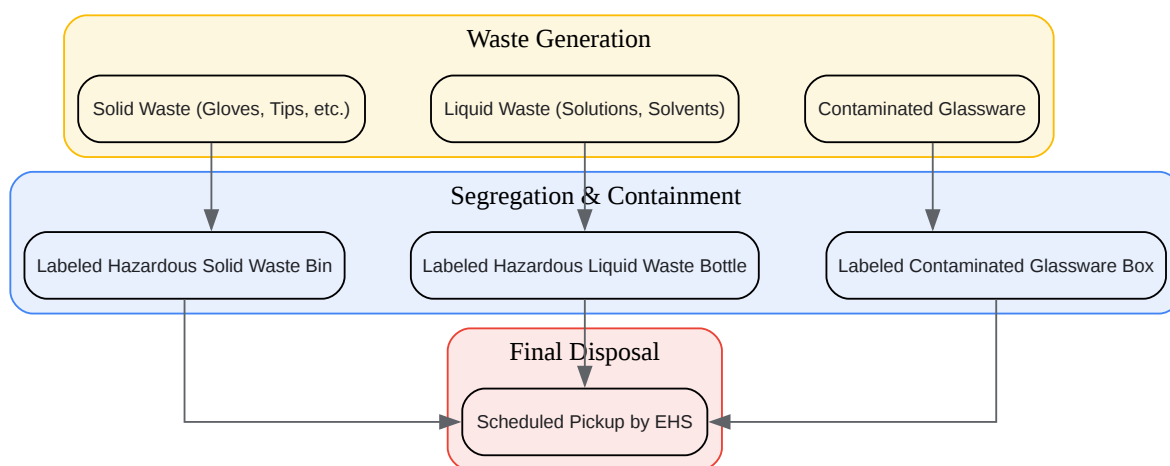 Waste Generation
Solid Waste (Gloves, Tips, etc.)
Liquid Waste (Solutions, Solvents)
Contaminated Glassware
Segregation & Containment
Labeled Hazardous Solid Waste Bin
Labeled Hazardous Liquid Waste Bottle
Labeled Contaminated Glassware Box
Final Disposal
Scheduled Pickup by EHS